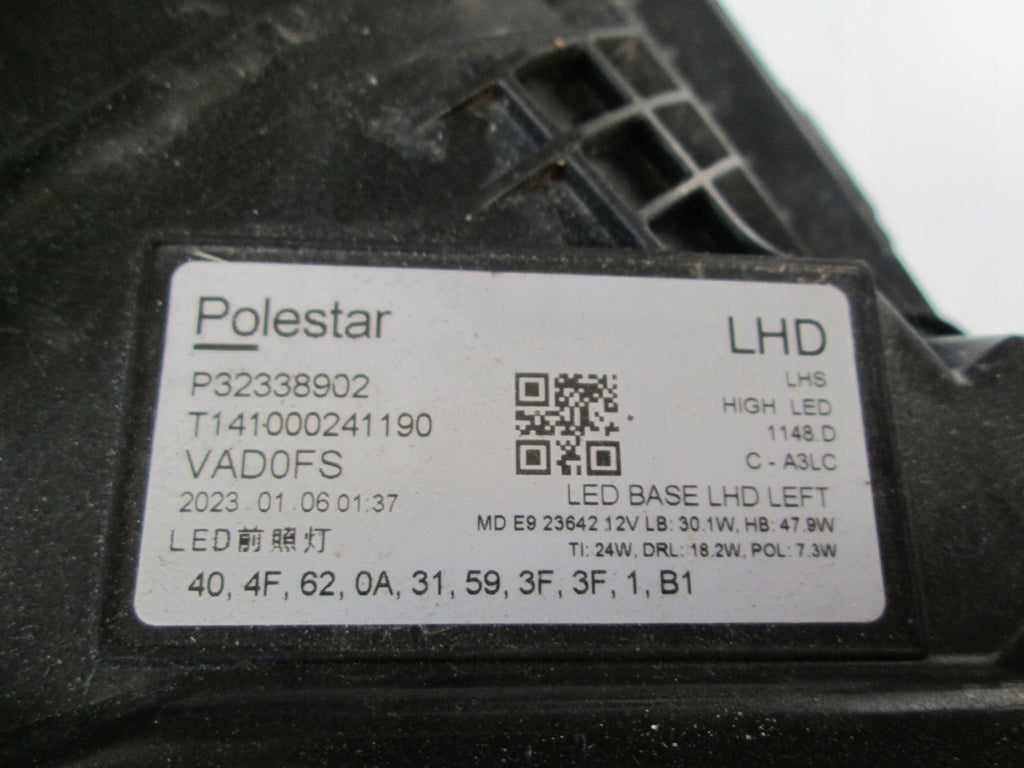 Polestar
P32338902
T141000241190
VAD0FS
2023.01.06 01:37
LED前照灯
40, 4F, 62, 0A, 31, 59, 3F, 3F, 1, B1
LHD
LHS
HIGH LED
1148.D
C - A3LC
LED BASE LHD LEFT
MD E9 23642 12V LB: 30.1W, HB: 47.9W
TI: 24W, DRL: 18.2W, POL: 7.3W